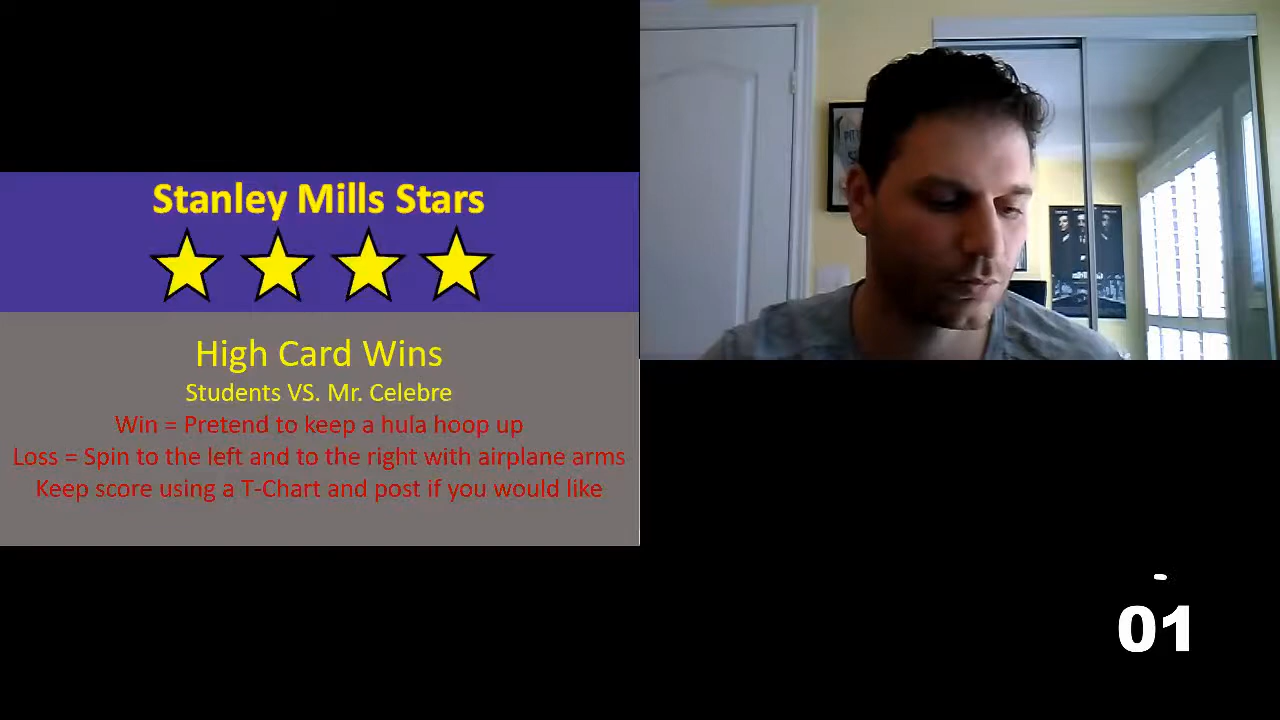 Stanley Mills Stars
High Card Wins
Students VS. Mr. Celebre
Win = Pretend to keep a hula hoop up
Loss = Spin to the left and to the right with airplane arms
Keep score using a T-Chart and post if you would like
01